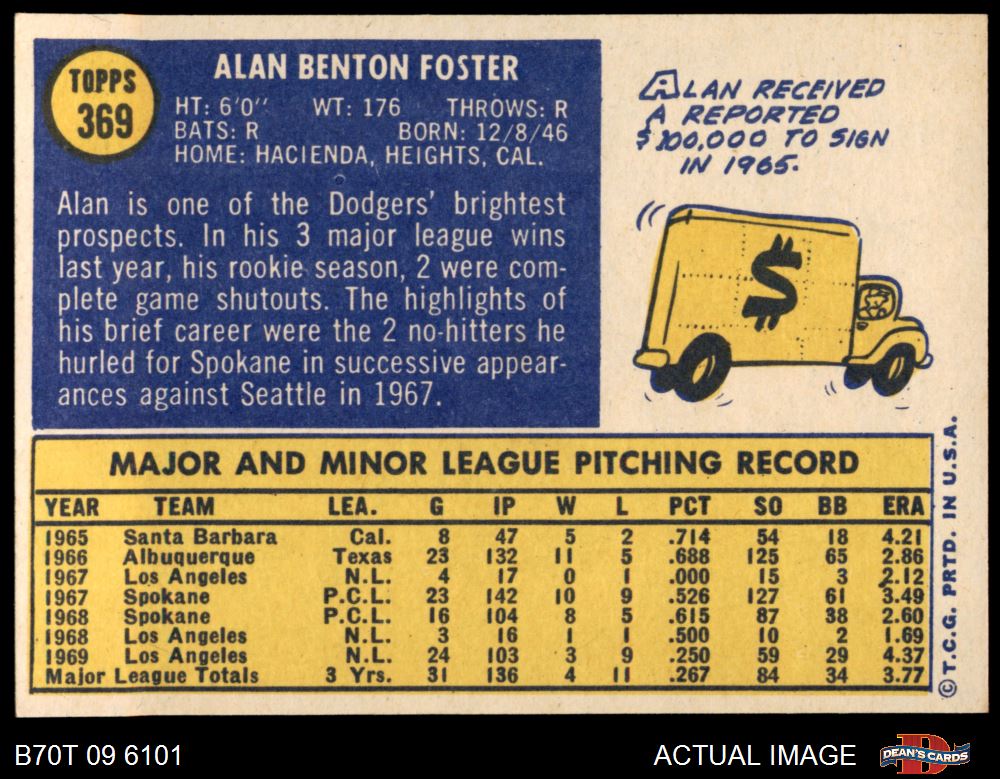 TOPPS
369
ALAN BENTON FOSTER
HT: 6'0" WT: 176 THROWS: R
BATS: R BORN: 12/8/46
HOME: HACIENDA, HEIGHTS, CAL.
Alan is one of the Dodgers' brightest
prospects. In his 3 major league wins
last year, his rookie season, 2 were com-
plete game shutouts. The highlights of
his brief career were the 2 no-hitters he
hurled for Spokane in successive appear-
ances against Seattle in 1967.
ALAN RECEIVED
A REPORTED
$100,000 TO SIGN
IN 1965.
$
MAJOR AND MINOR LEAGUE PITCHING RECORD
YEAR TEAM LEA. G IP W L PCT SO BB ERA
1965 Santa Barbara Cal. 8 47 5 2 .714 54 18 4.21
1966 Albuquerque Texas 23 132 11 5 .688 125 65 2.86
1967 Los Angeles N.L. 4 17 0 1 .000 15 3 2.12
1967 Spokane P.C.L. 23 142 10 9 .526 127 61 3.49
1968 Spokane P.C.L. 16 104 8 5 .615 87 38 2.60
1968 Los Angeles N.L. 3 16 1 1 .500 10 2 1.69
1969 Los Angeles N.L. 24 103 3 9 .250 59 29 4.37
Major League Totals 3 Yrs. 31 136 4 11 .267 84 34 3.77
©T.C.G. PRTD. IN U.S.A.
B70T 09 6101
ACTUAL IMAGE
DEAN'S CARDS